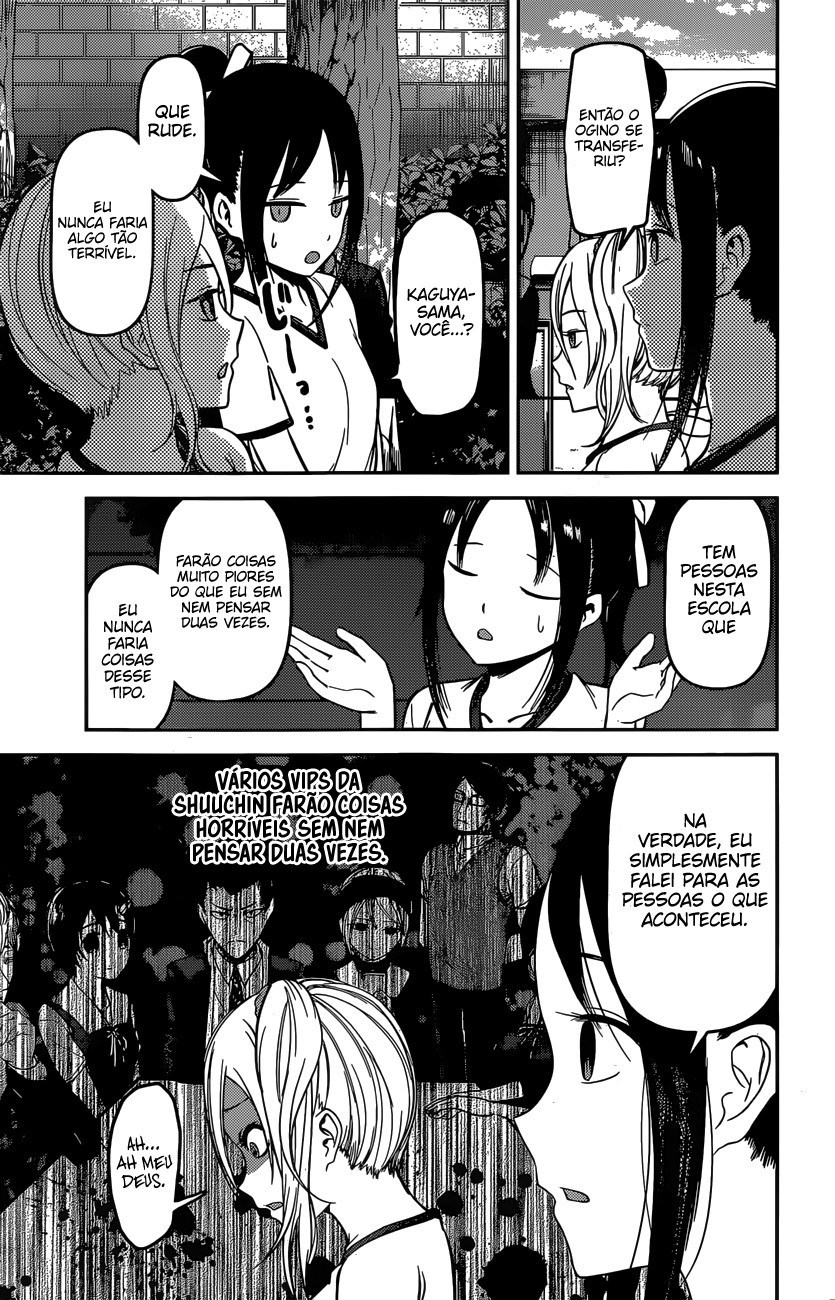 ENTÃO O
OGINO SE
TRANSFE-
RIU?
KAGUYA-
SAMA,
VOCÊ...?
じーっ...
QUE
RUDE.
EU
NUNCA FARIA
ALGO TÃO
TERRÍVEL.
TEM
PESSOAS
NESTA
ESCOLA
QUE
FARÃO COISAS
MUITO PIORES
DO QUE EU SEM
NEM PENSAR
DUAS VEZES.
EU
NUNCA
FARIA
COISAS
DESSE
TIPO.
NA
VERDADE, EU
SIMPLESMENTE
FALEI PARA AS
PESSOAS O QUE
ACONTECEU.
VÁRIOS VIPS DA
SHUUCHIN FARÃO COISAS
HORRÍVEIS SEM NEM
PENSAR DUAS VEZES.
AH...
AH MEU
DEUS.